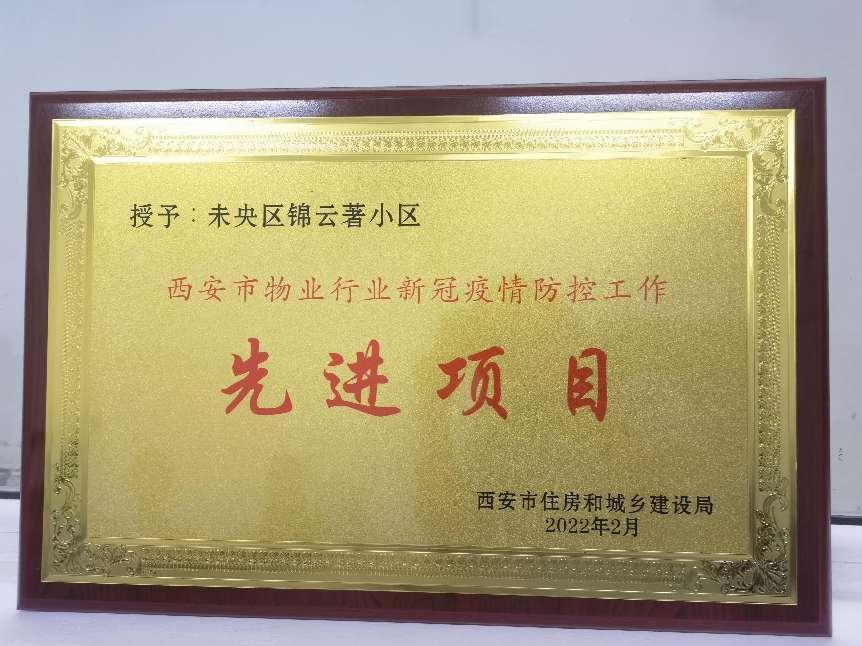 授予：未央区锦云著小区
西安市物业行业新冠疫情防控工作
先进项目
西安市住房和城乡建设局
2022年2月